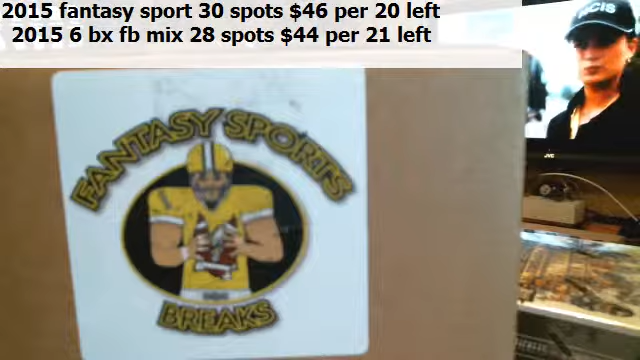 2015 fantasy sport 30 spots $46 per 20 left
2015 6 bx fb mix 28 spots $44 per 21 left
NCIS
FANTASY SPORTS
JVC
BREAKS